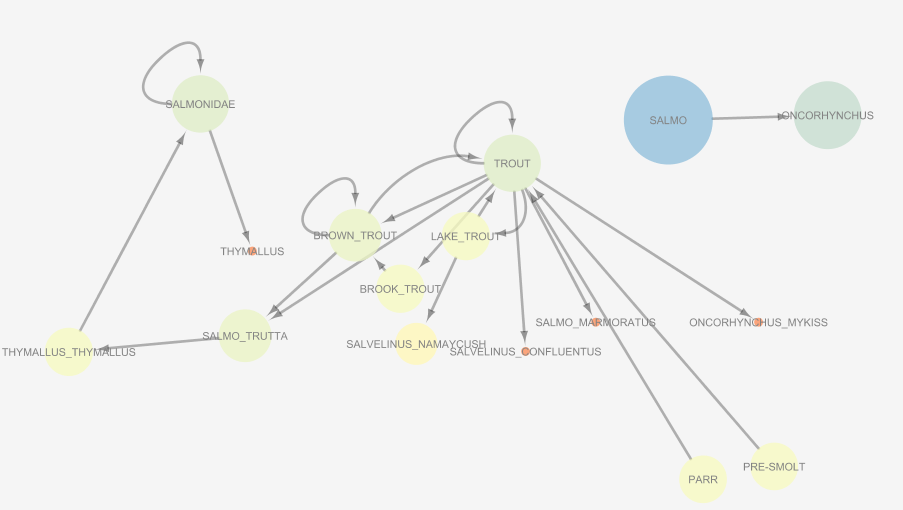 SALMONIDAE
SALMO
ONCORHYNCHUS
TROUT
BROWN_TROUT
LAKE_TROUT
THYMALLUS
BROOK_TROUT
SALMO_MARMORATUS
ONCORHYNCHUS_MYKISS
SALMO_TRUTTA
SALVELINUS_NAMAYCUSH
THYMALLUS_THYMALLUS
SALVELINUS_CONFLUENTUS
PRE-SMOLT
PARR